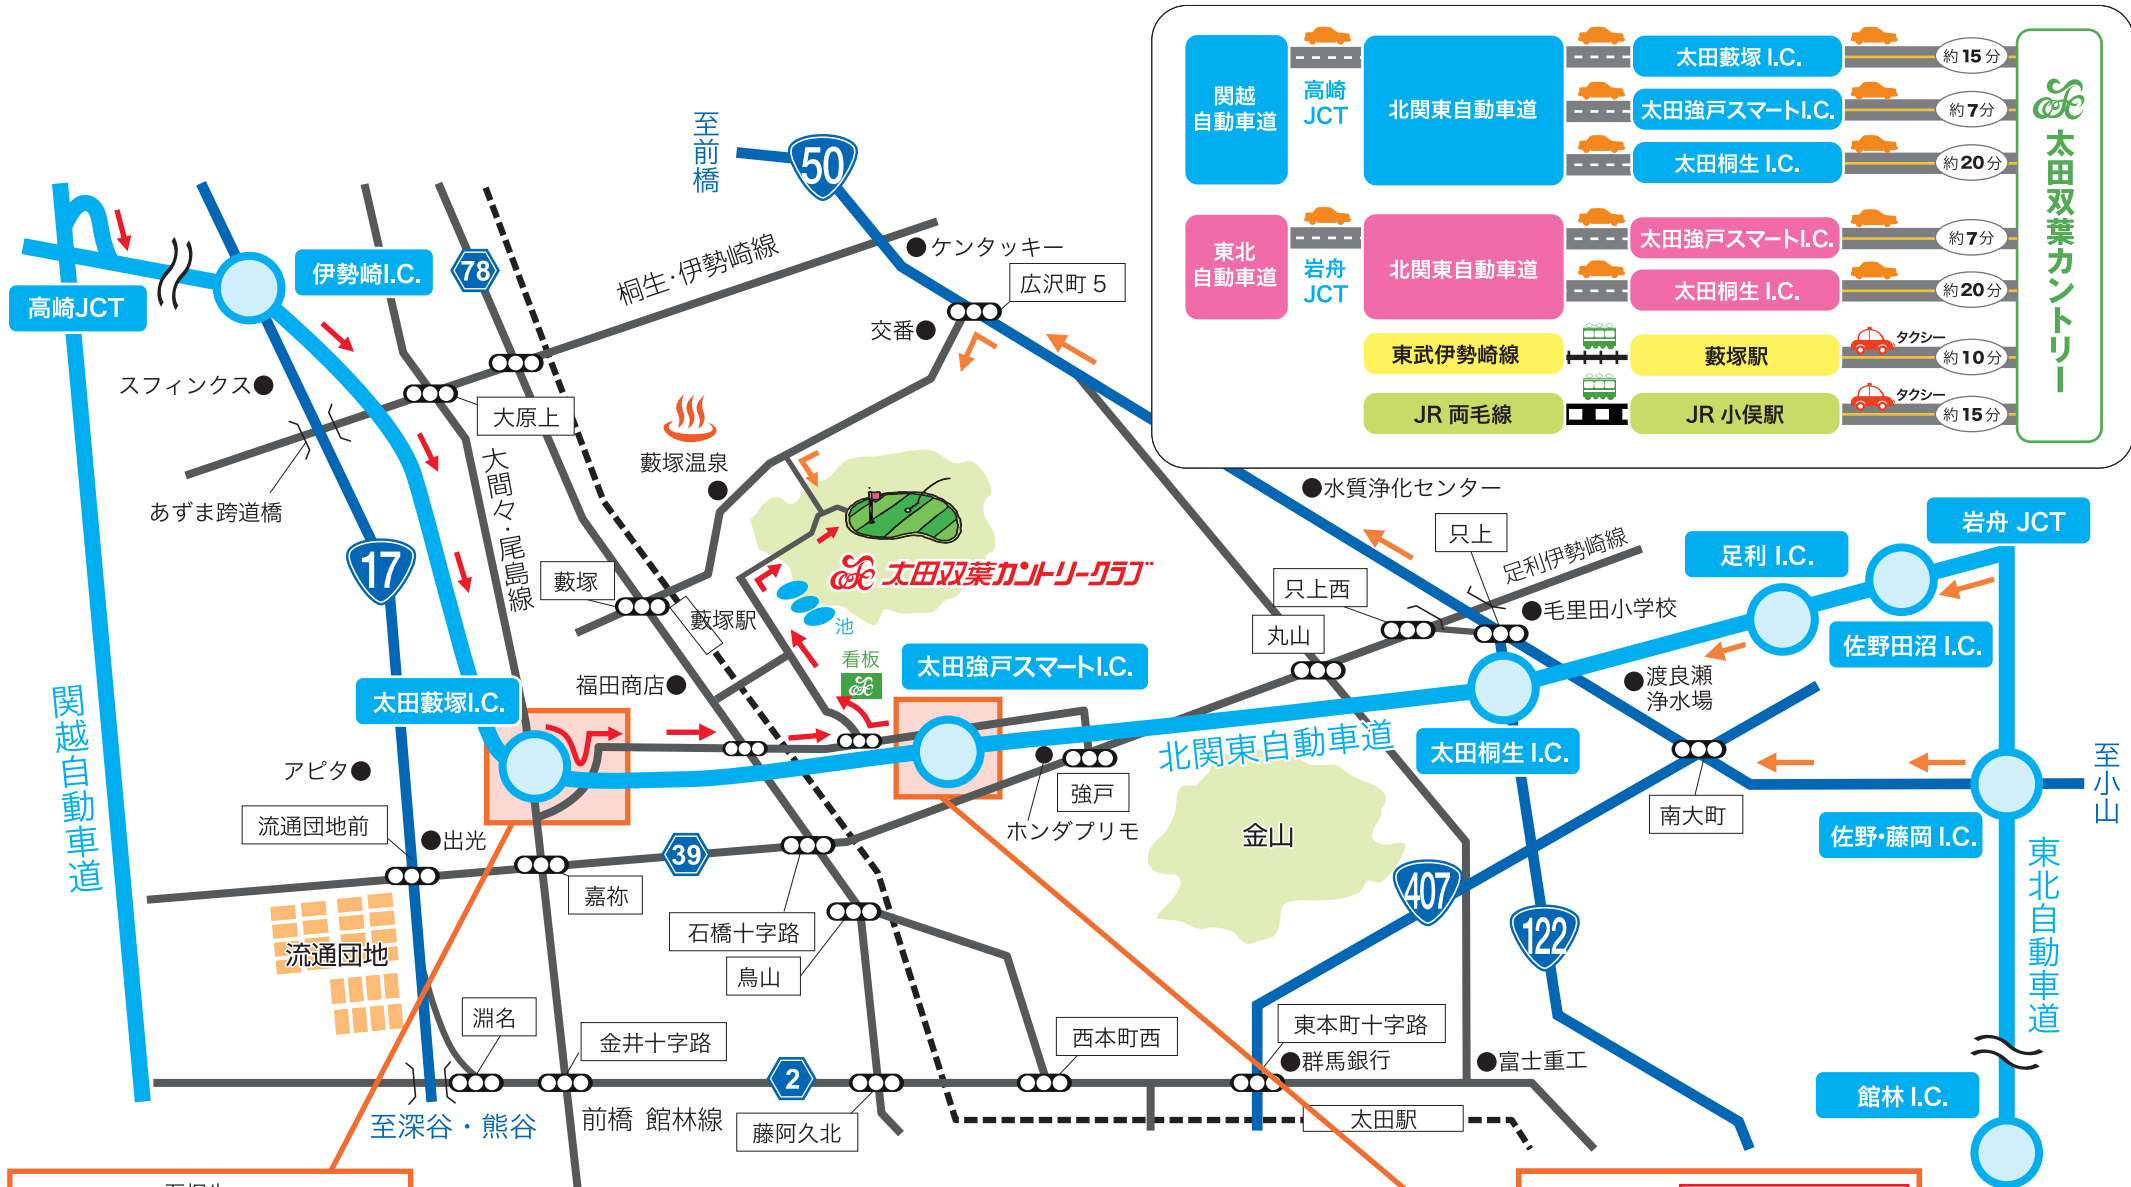 関越
自動車道
高崎
JCT
北関東自動車道
太田藪塚 I.C.
約15分
太田強戸スマートI.C.
約7分
太田桐生 I.C.
約20分
東北
自動車道
岩舟
JCT
北関東自動車道
太田強戸スマートI.C.
約7分
太田桐生 I.C.
約20分
東武伊勢崎線
藪塚駅
タクシー
約10分
JR 両毛線
JR 小俣駅
タクシー
約15分
太田双葉カントリー
至前橋
50
ケンタッキー
広沢町 5
交番
桐生・伊勢崎線
78
伊勢崎I.C.
高崎JCT
スフィンクス
大原上
あずま跨道橋
大間々・尾島線
藪塚温泉
17
藪塚
藪塚駅
太田双葉カントリークラブ
池
看板
福田商店
太田藪塚I.C.
太田強戸スマートI.C.
水質浄化センター
只上
足利伊勢崎線
只上西
丸山
毛里田小学校
足利 I.C.
岩舟 JCT
佐野田沼 I.C.
渡良瀬
浄水場
太田桐生 I.C.
北関東自動車道
関越自動車道
アピタ
流通団地前
出光
39
嘉祢
石橋十字路
鳥山
強戸
ホンダプリモ
金山
南大町
至小山
佐野・藤岡 I.C.
東北自動車道
407
122
流通団地
淵名
金井十字路
2
西本町西
東本町十字路
群馬銀行
富士重工
館林 I.C.
至深谷・熊谷
前橋 館林線
藤阿久北
太田駅